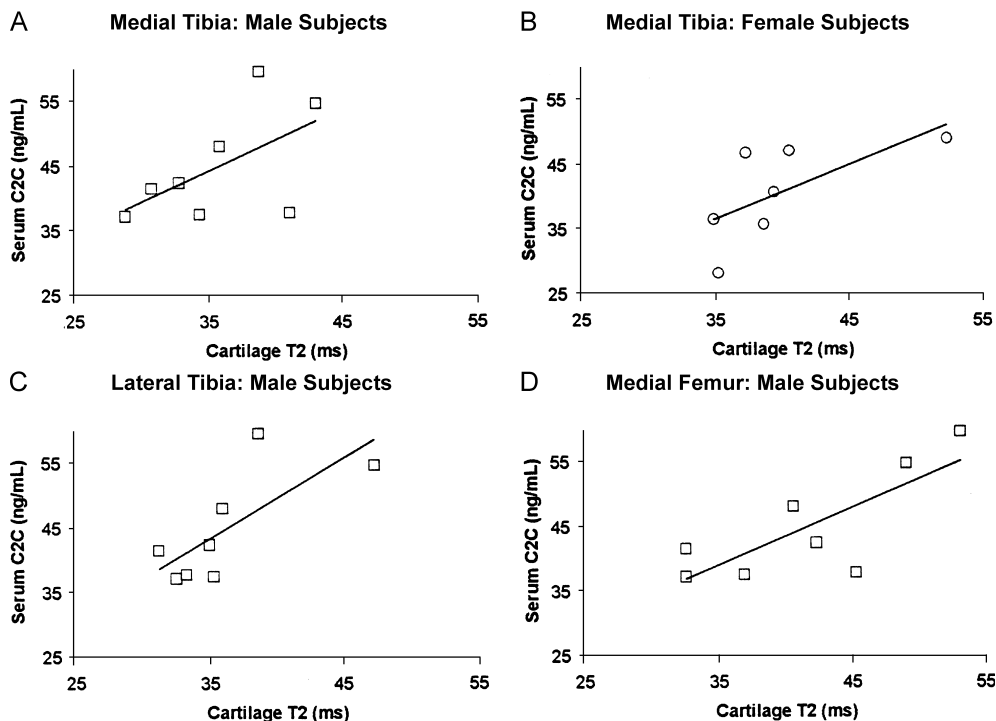 A
Medial Tibia: Male Subjects
Serum C2C (ng/mL)
55
45
35
25
.25
35
45
55
Cartilage T2 (ms)
B
Medial Tibia: Female Subjects
Serum C2C (ng/mL)
55
45
35
25
25
35
45
55
Cartilage T2 (ms)
C
Lateral Tibia: Male Subjects
Serum C2C (ng/mL)
55
45
35
25
25
35
45
55
Cartilage T2 (ms)
D
Medial Femur: Male Subjects
Serum C2C (ng/mL)
55
45
35
25
25
35
45
55
Cartilage T2 (ms)